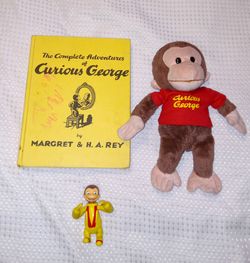 The Complete Adventures
of
Curious George
by
MARGRET & H. A. REY
Curious
George